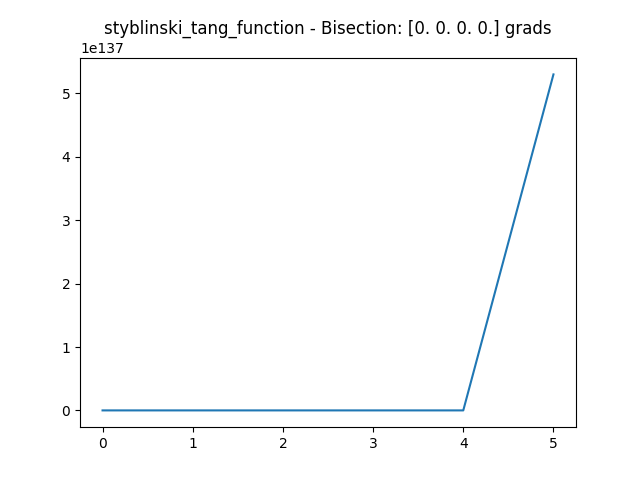 styblinski_tang_function - Bisection: [0. 0. 0. 0.] grads
1e137
5
4
3
2
1
0
0 1 2 3 4 5